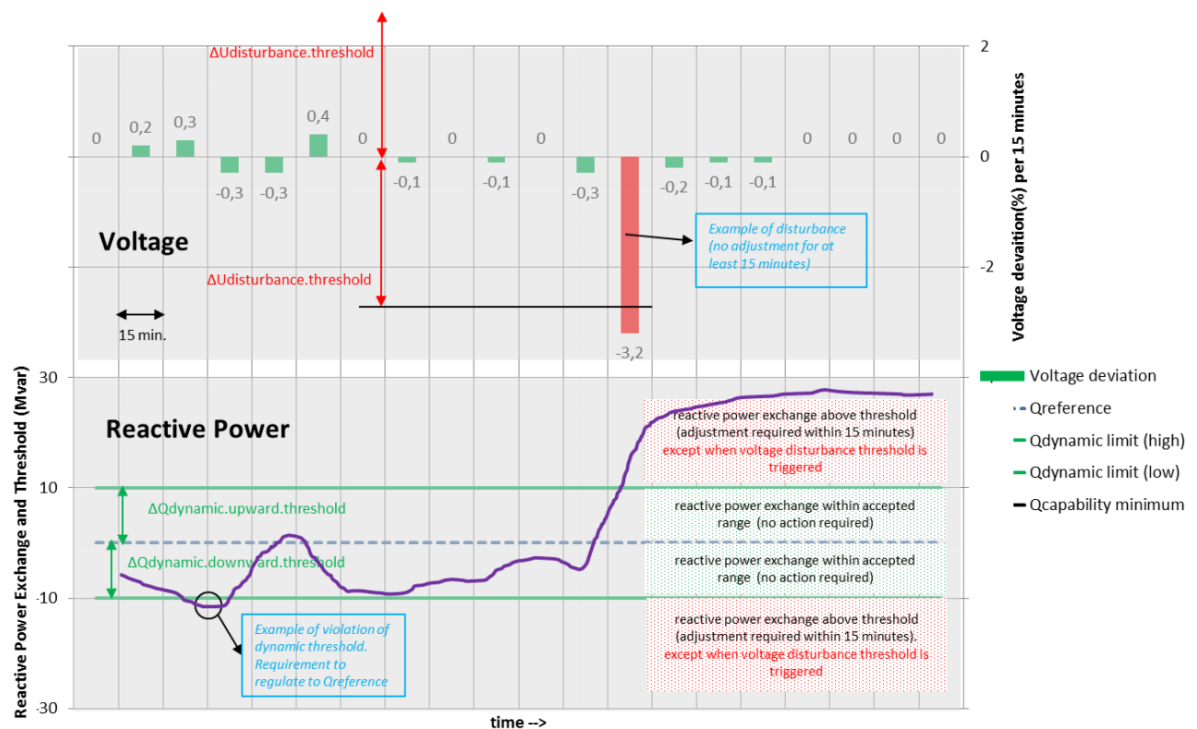 ΔUdisturbance.threshold
2
0
0,2
0,3
-0,3
-0,3
0,4
0
-0,1
0
-0,1
0
-0,3
-3,2
-0,2
-0,1
-0,1
0
0
0
0
0
-2
Voltage devaition(%) per 15 minutes
Voltage
ΔUdisturbance.threshold
15 min.
Example of disturbance
(no adjustment for at
least 15 minutes)
Reactive Power Exchange and Threshold (Mvar)
30
10
-10
-30
Reactive Power
ΔQdynamic.upward.threshold
ΔQdynamic.downward.threshold
Example of violation of
dynamic threshold.
Requirement to
regulate to Qreference
reactive power exchange above threshold
(adjustment required within 15 minutes)
except when voltage disturbance threshold is
triggered
reactive power exchange within accepted
range (no action required)
reactive power exchange within accepted
range (no action required)
reactive power exchange above threshold
(adjustment required within 15 minutes).
except when voltage disturbance threshold is
triggered
time -->
Voltage deviation
Qreference
Qdynamic limit (high)
Qdynamic limit (low)
Qcapability minimum